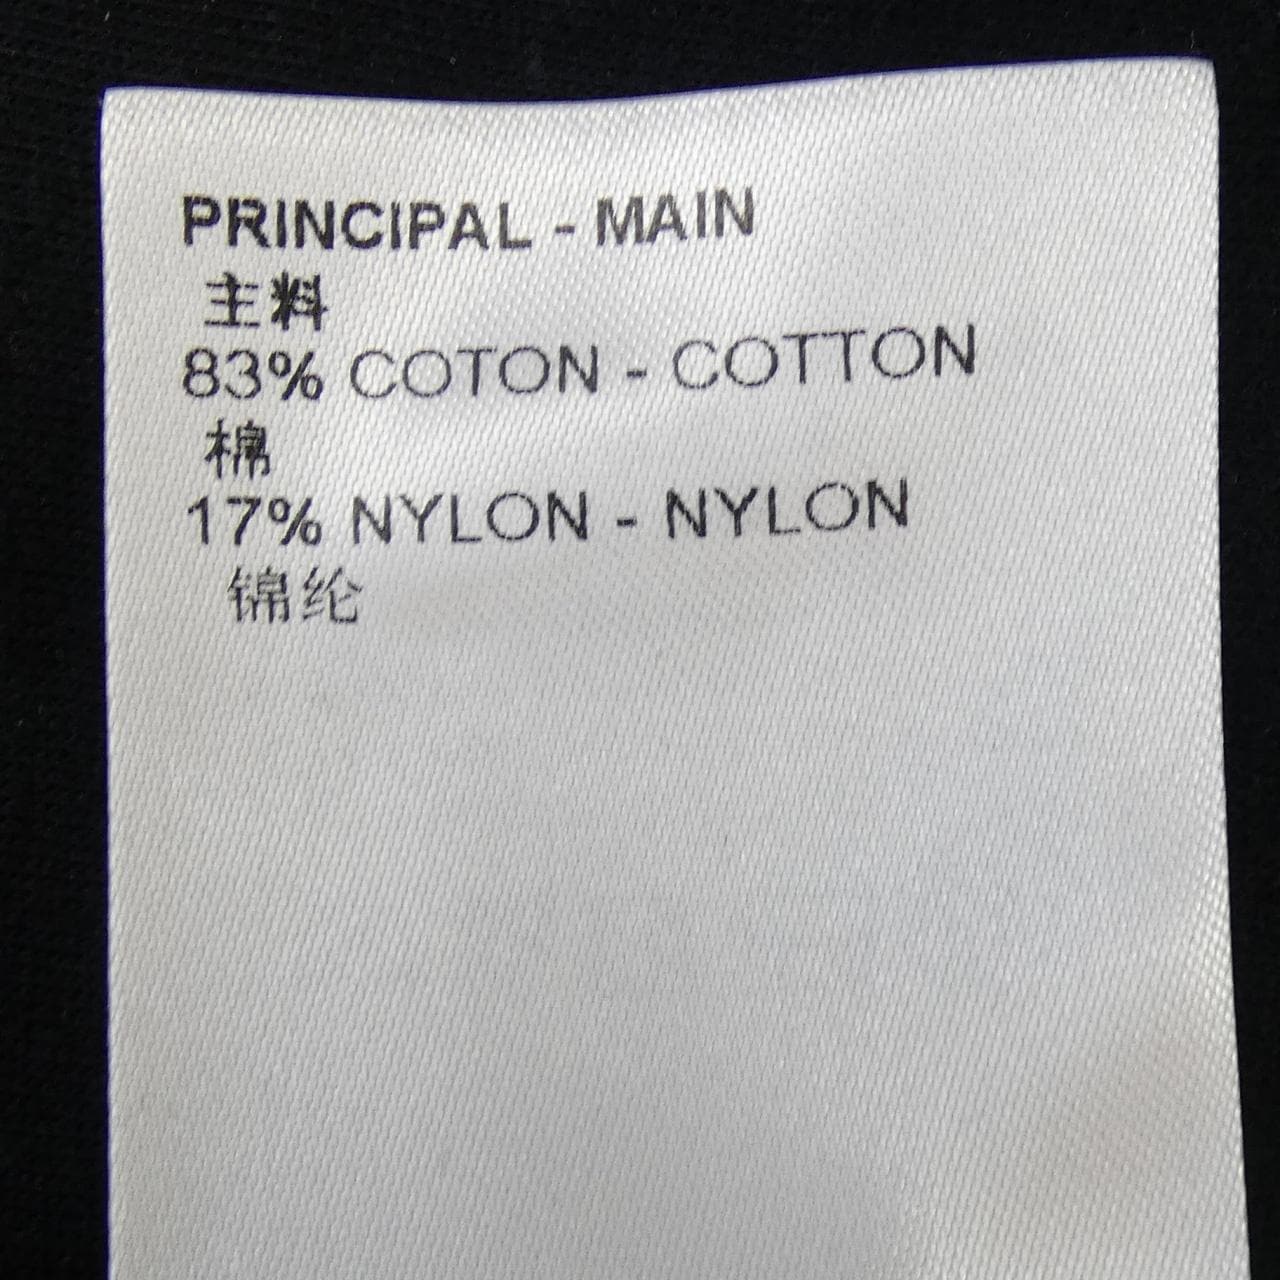 PRINCIPAL - MAIN
主料
83% COTON - COTTON
棉
17% NYLON - NYLON
锦纶